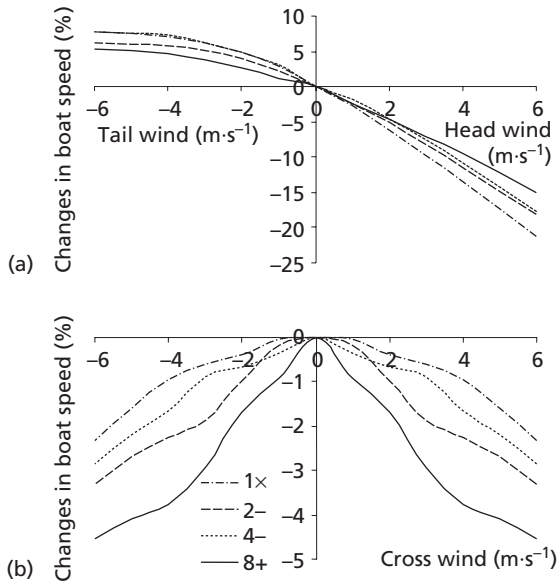 10
5
0
−6 −4 −2 0 2 4 6
Tail wind (m·s−1)
Head wind
(m·s−1)
−5
−10
−15
−20
−25
Changes in boat speed (%)
(a)
0
−6 −4 −2 0 2 4 6
−1
−2
−3
−4
−5
Changes in boat speed (%)
1×
2−
4−
8+
Cross wind (m·s−1)
(b)